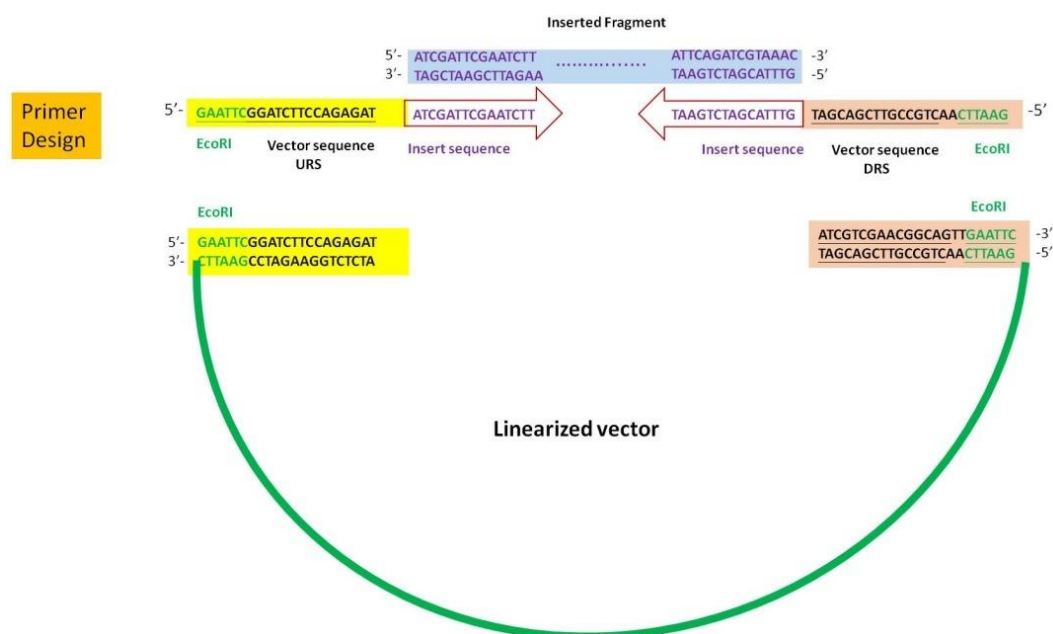 Inserted Fragment
5’- ATCGATTCGAATCTT ............... ATTCAGATCGTAAAC -3’
3’- TAGCTAAGCTTAGAA TAAGTCTAGCATTTG -5’
Primer
Design
5’- GAATTCGGATCTTCCAGAGAT ATCGATTCGAATCTT TAAGTCTAGCATTTG TAGCAGCTTGCCGTCAACTTAAG -5’
EcoRI Vector sequence Insert sequence Insert sequence Vector sequence EcoRI
URS DRS
EcoRI EcoRI
5’- GAATTCGGATCTTCCAGAGAT ATCGTCGAACGGCAGTTGAATTC -3’
3’- CTTAAGCCTAGAAGGTCTCTA TAGCAGCTTGCCGTCAACTTAAG -5’
Linearized vector